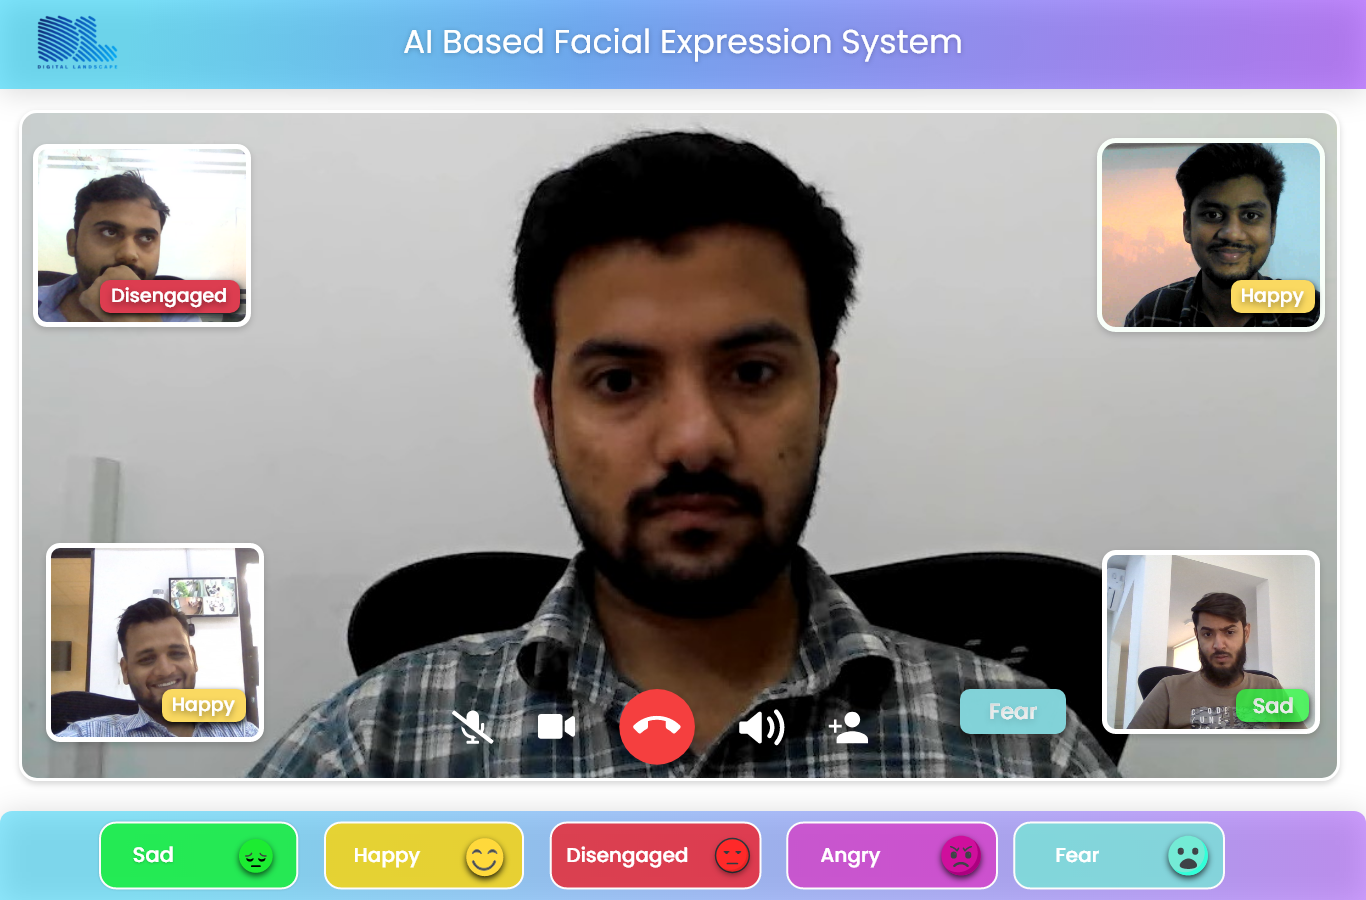 DIGITAL LANDSCAPE
AI Based Facial Expression System
Disengaged
Happy
Happy
Fear
Sad
Sad
Happy
Disengaged
Angry
Fear